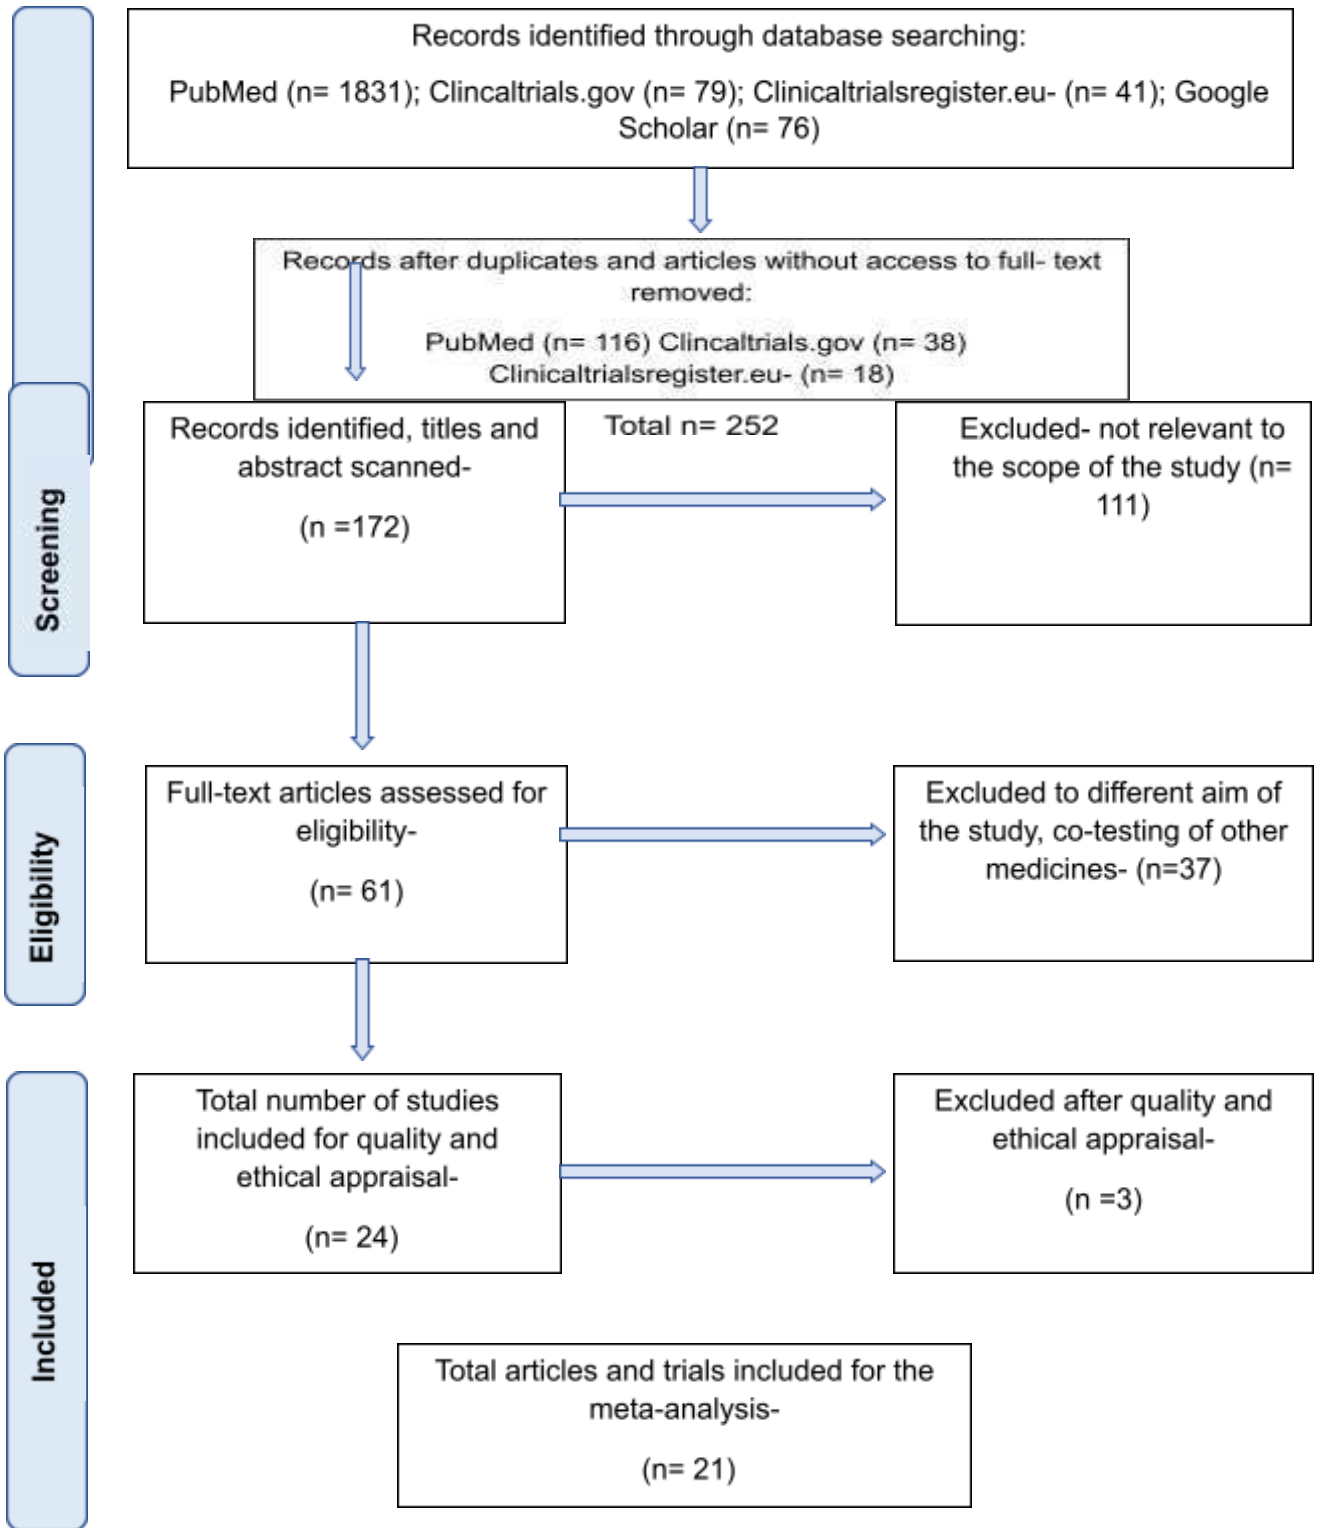 Records identified through database searching:
PubMed (n= 1831); Clincaltrials.gov (n= 79); Clinicaltrialsregister.eu- (n= 41); Google
Scholar (n= 76)
Records after duplicates and articles without access to full- text
removed:
PubMed (n= 116) Clincaltrials.gov (n= 38)
Clinicaltrialsregister.eu- (n= 18)
Total n= 252
Screening
Records identified, titles and
abstract scanned-
(n =172)
Excluded- not relevant to
the scope of the study (n=
111)
Eligibility
Full-text articles assessed for
eligibility-
(n= 61)
Excluded to different aim of
the study, co-testing of other
medicines- (n=37)
Included
Total number of studies
included for quality and
ethical appraisal-
(n= 24)
Excluded after quality and
ethical appraisal-
(n =3)
Total articles and trials included for the
meta-analysis-
(n= 21)